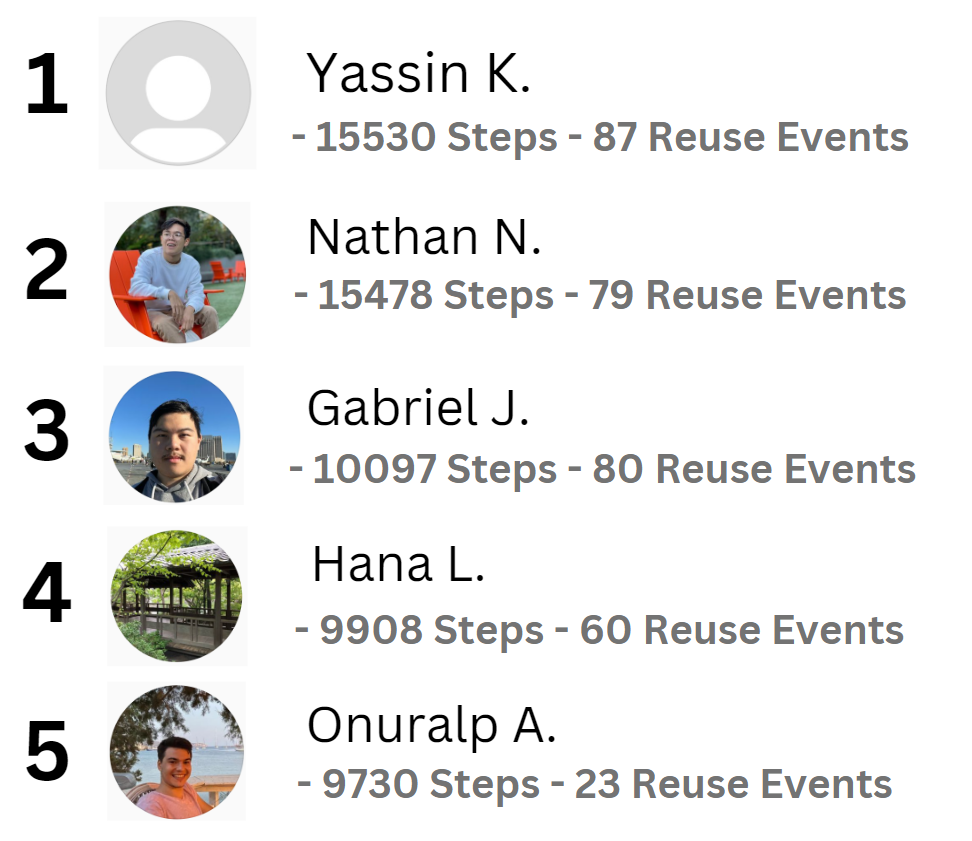 1
Yassin K.
- 15530 Steps - 87 Reuse Events
2
Nathan N.
- 15478 Steps - 79 Reuse Events
3
Gabriel J.
- 10097 Steps - 80 Reuse Events
4
Hana L.
- 9908 Steps - 60 Reuse Events
5
Onuralp A.
- 9730 Steps - 23 Reuse Events